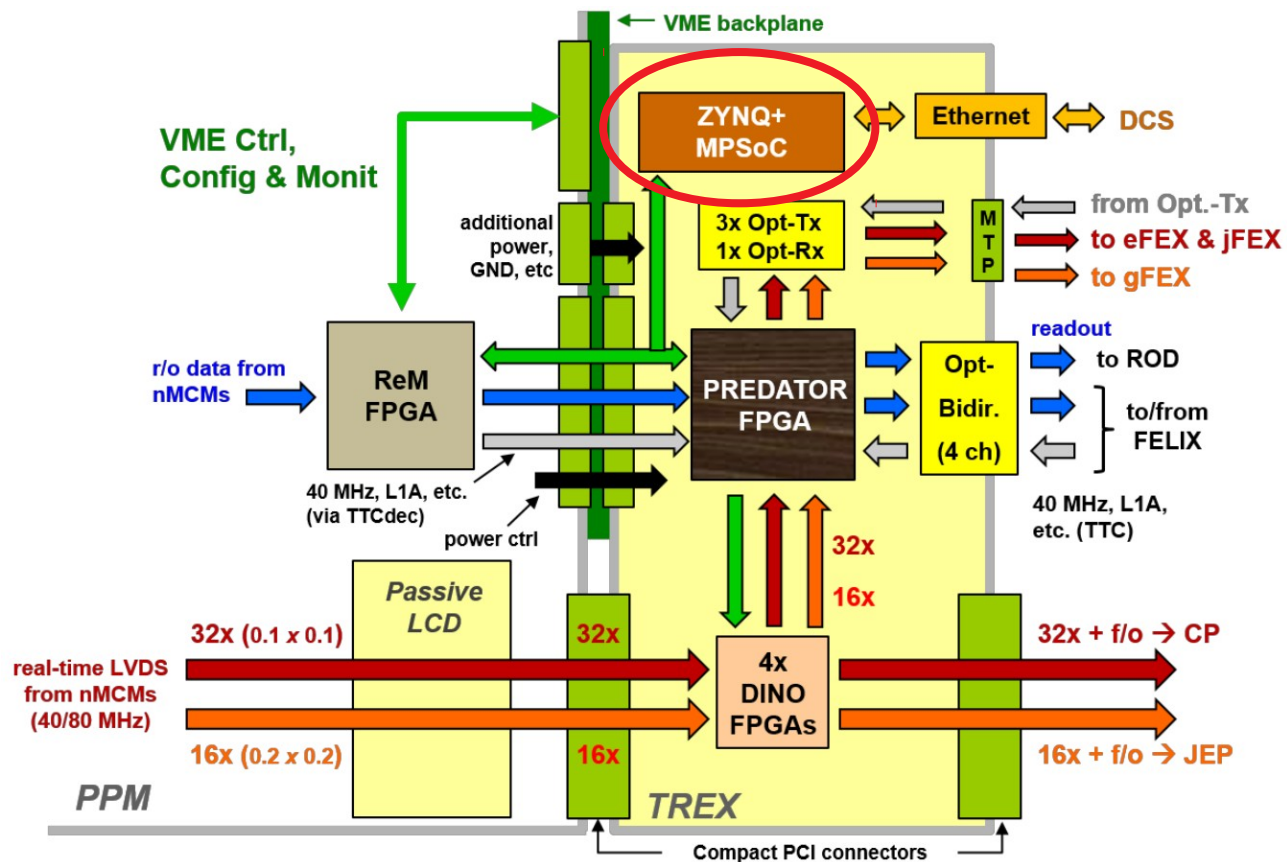 VME backplane
ZYNQ+
MPSoC
Ethernet
DCS
VME Ctrl,
Config & Monit
additional
power,
GND, etc
3x Opt-Tx
1x Opt-Rx
M
T
P
from Opt.-Tx
to eFEX & jFEX
to gFEX
r/o data from
nMCMs
ReM
FPGA
PREDATOR
FPGA
Opt-
Bidir.
(4 ch)
readout
to ROD
to/from
FELIX
40 MHz, L1A, etc.
(via TTCdec)
power ctrl
40 MHz, L1A,
etc. (TTC)
32x
16x
Passive
LCD
32x (0.1 x 0.1)
32x
32x + f/o → CP
real-time LVDS
from nMCMs
(40/80 MHz)
4x
DINO
FPGAs
16x (0.2 x 0.2)
16x
16x + f/o → JEP
PPM
TREX
Compact PCI connectors